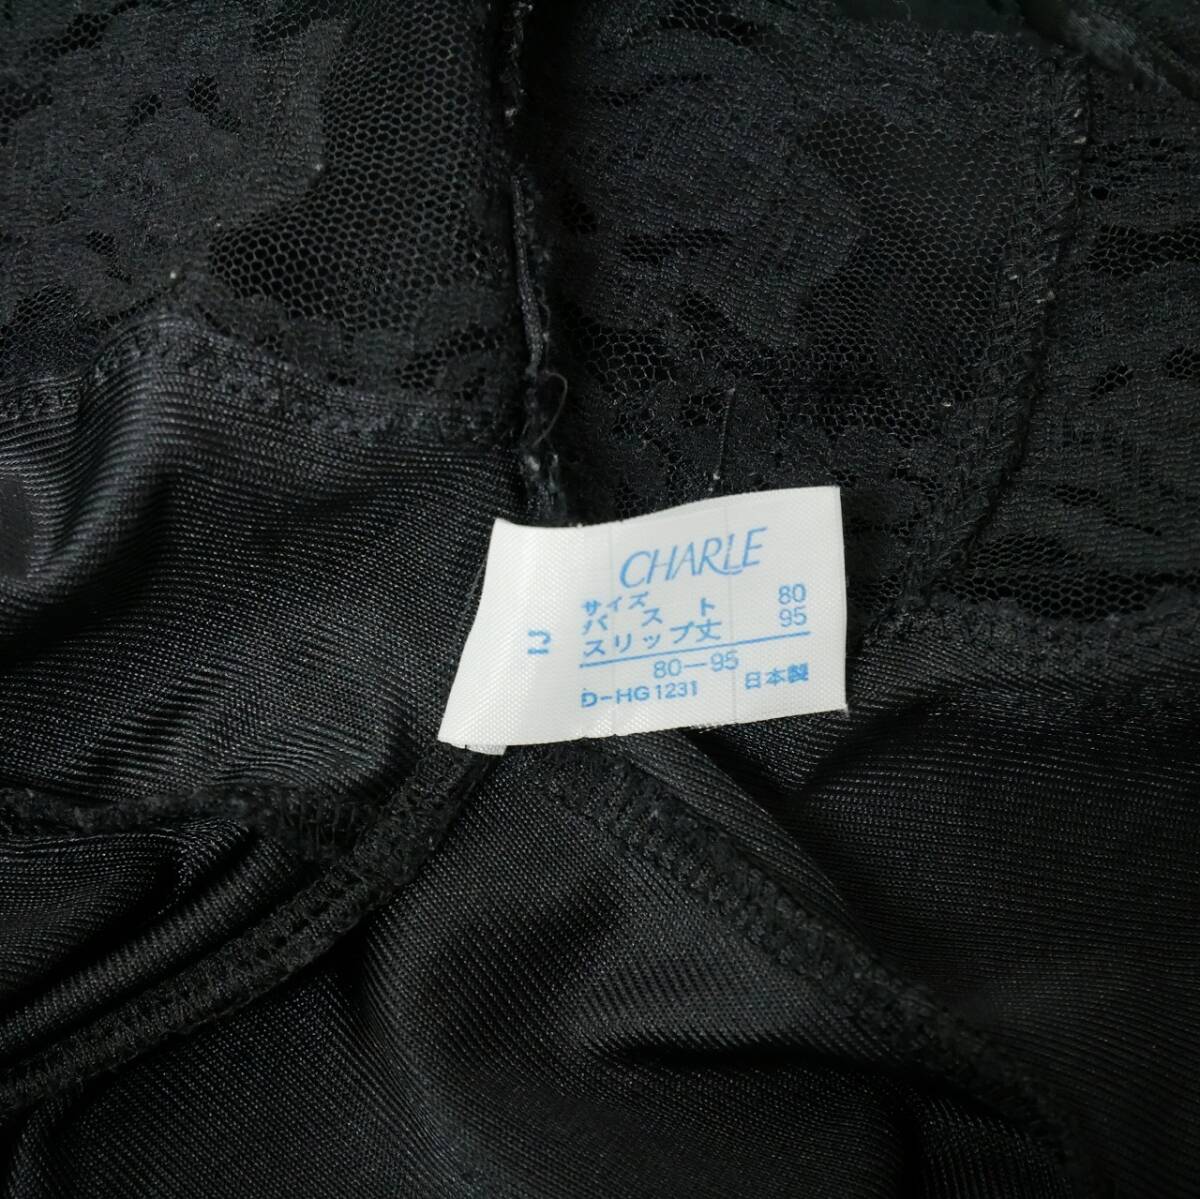 CHARLE
サイズ
バスト 80
スリップ丈 95
80-95
D-HG1231 日本製